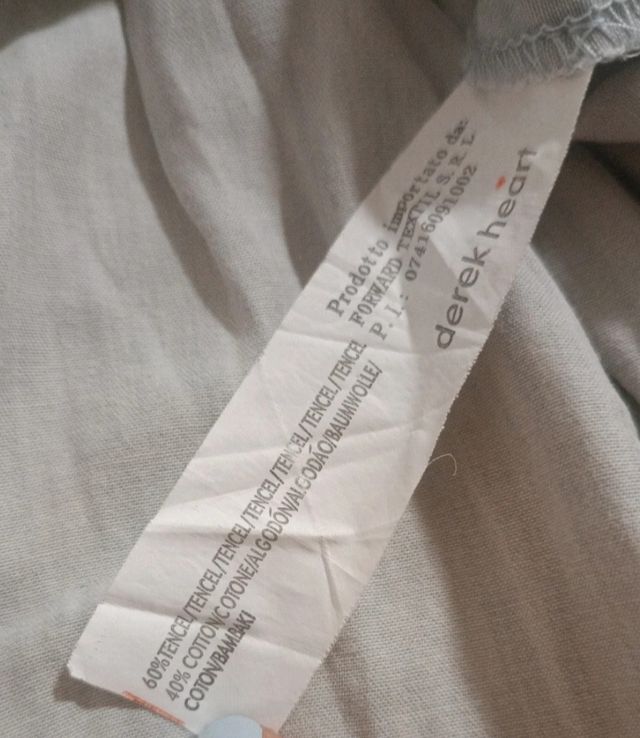 derek heart
Prodotto importato da:
FORWARD TEXTIL S.R.L
P.I.: 07416091002
60%TENCEL/TENCEL/TENCEL/TENCEL/TENCEL/TENCEL/TENCEL
40% COTTON/COTONE/ALGODÓN/ALGODÃO/BAUMWOLLE/
COTON/BAMBAKI